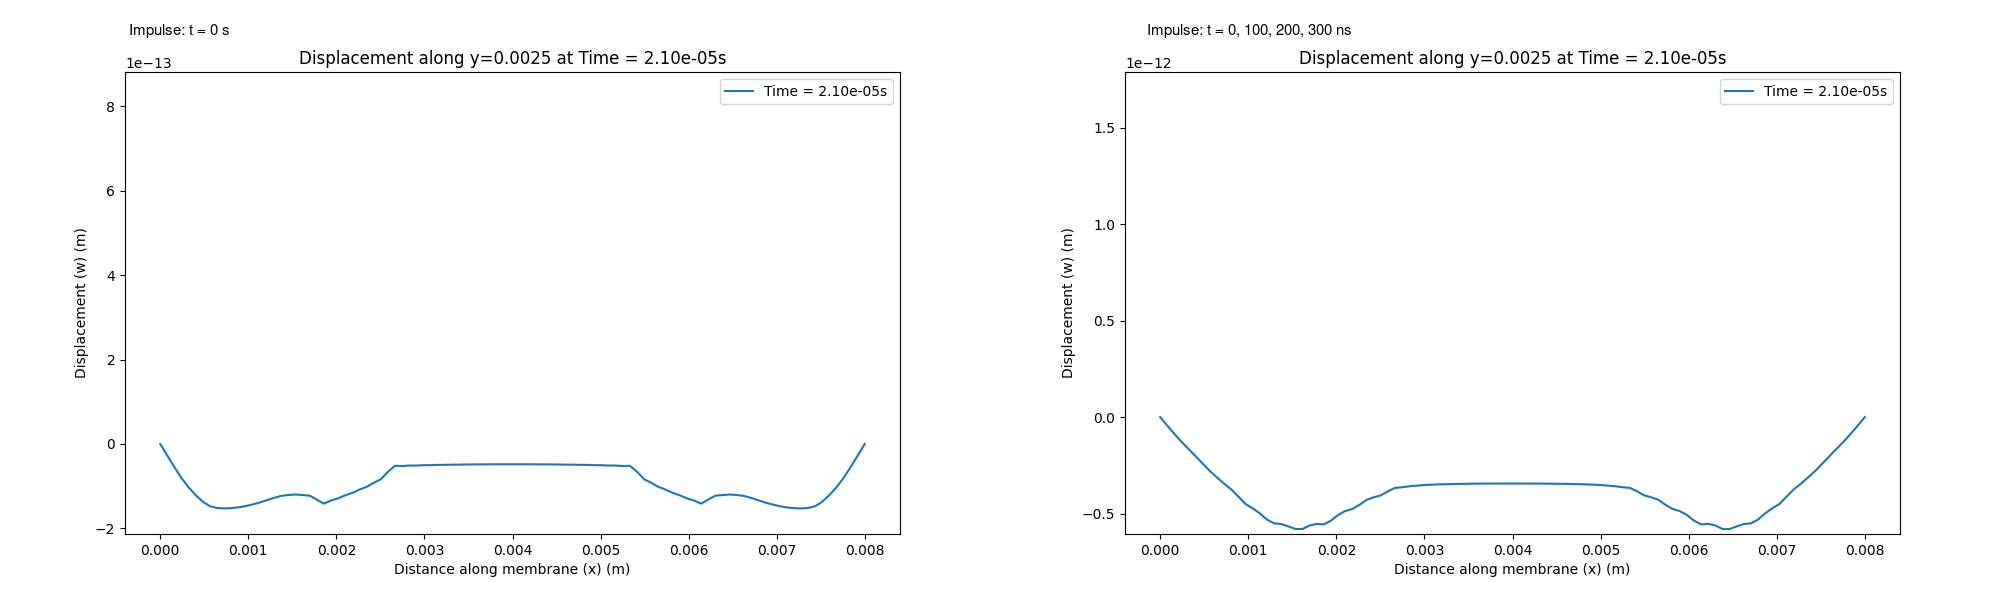 Impulse: t = 0 s
Displacement along y=0.0025 at Time = 2.10e-05s
1e−13
Time = 2.10e-05s
8
6
4
2
0
−2
Displacement (w) (m)
0.000 0.001 0.002 0.003 0.004 0.005 0.006 0.007 0.008
Distance along membrane (x) (m)
Impulse: t = 0, 100, 200, 300 ns
Displacement along y=0.0025 at Time = 2.10e-05s
1e−12
Time = 2.10e-05s
1.5
1.0
0.5
0.0
−0.5
Displacement (w) (m)
0.000 0.001 0.002 0.003 0.004 0.005 0.006 0.007 0.008
Distance along membrane (x) (m)